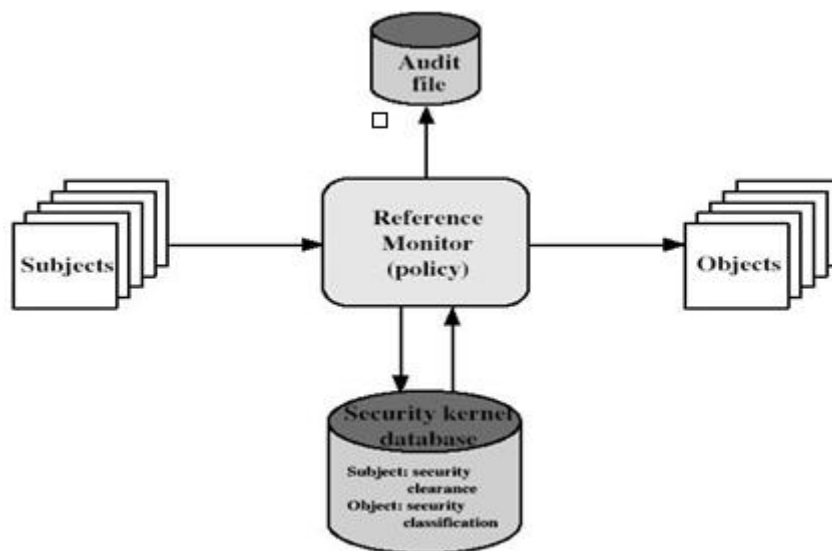 Audit
file
Subjects
Reference
Monitor
(policy)
Objects
Security kernel
database
Subject: security
clearance
Object: security
classification